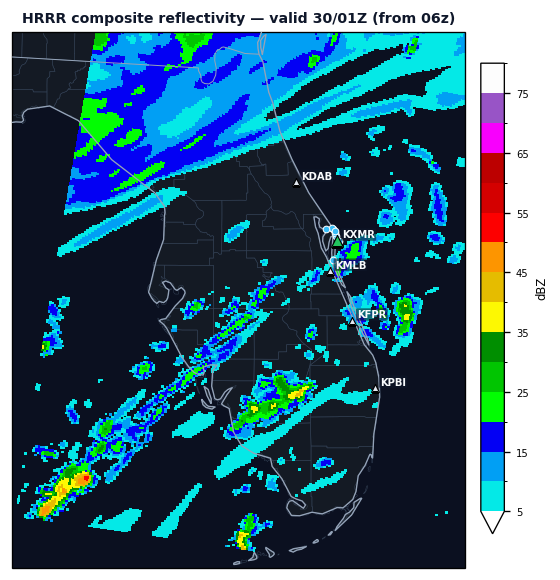 HRRR composite reflectivity — valid 30/01Z (from 06z)
KDAB
KXMR
KMLB
KFPR
KPBI
75
65
55
45
35
25
15
5
dBZ